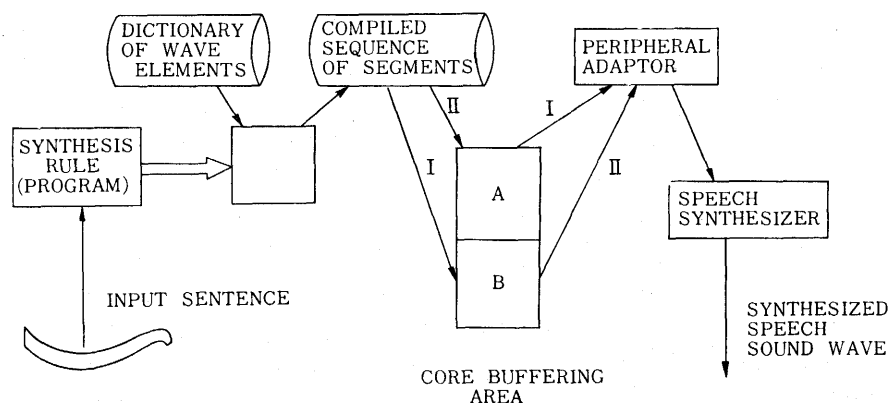 DICTIONARY
OF WAVE
ELEMENTS
COMPILED
SEQUENCE
OF SEGMENTS
PERIPHERAL
ADAPTOR
SYNTHESIS
RULE
(PROGRAM)
II
I
I
II
A
B
SPEECH
SYNTHESIZER
INPUT SENTENCE
SYNTHESIZED
SPEECH
SOUND WAVE
CORE BUFFERING
AREA